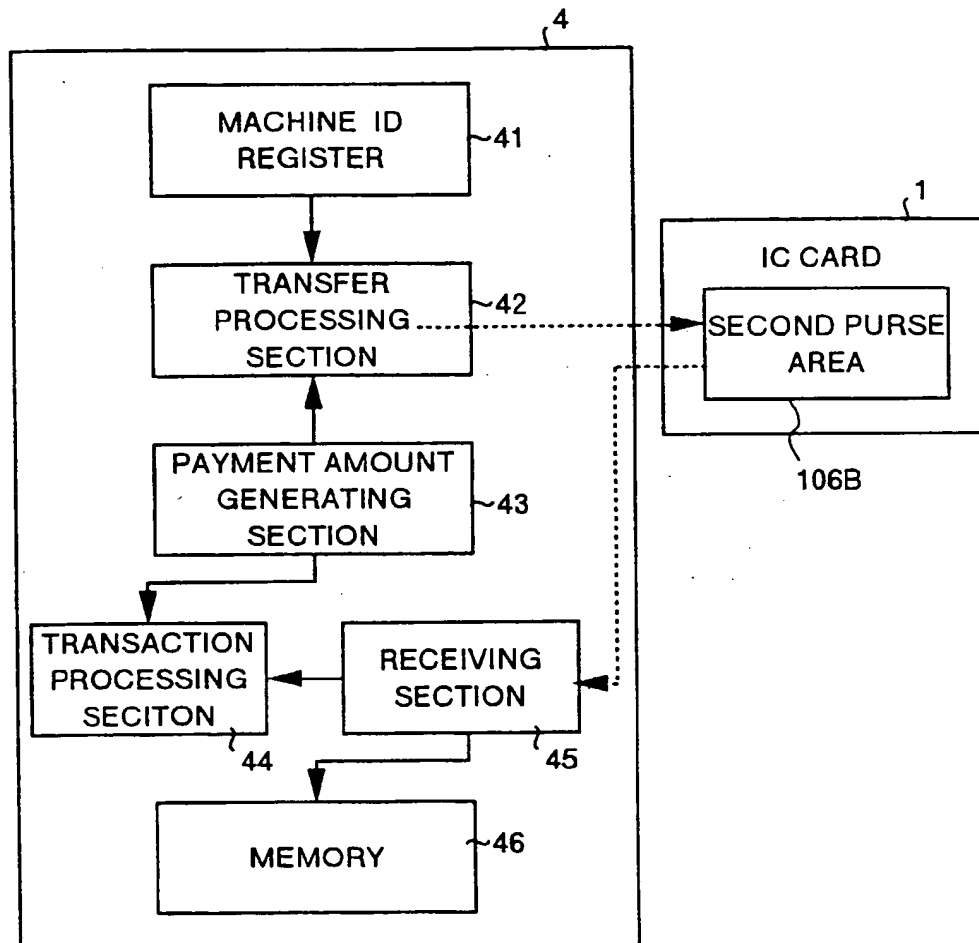 4
MACHINE ID
REGISTER
41
1
IC CARD
TRANSFER
PROCESSING
SECTION
42
SECOND PURSE
AREA
106B
PAYMENT AMOUNT
GENERATING
SECTION
43
TRANSACTION
PROCESSING
SECITON
44
RECEIVING
SECTION
45
MEMORY
46